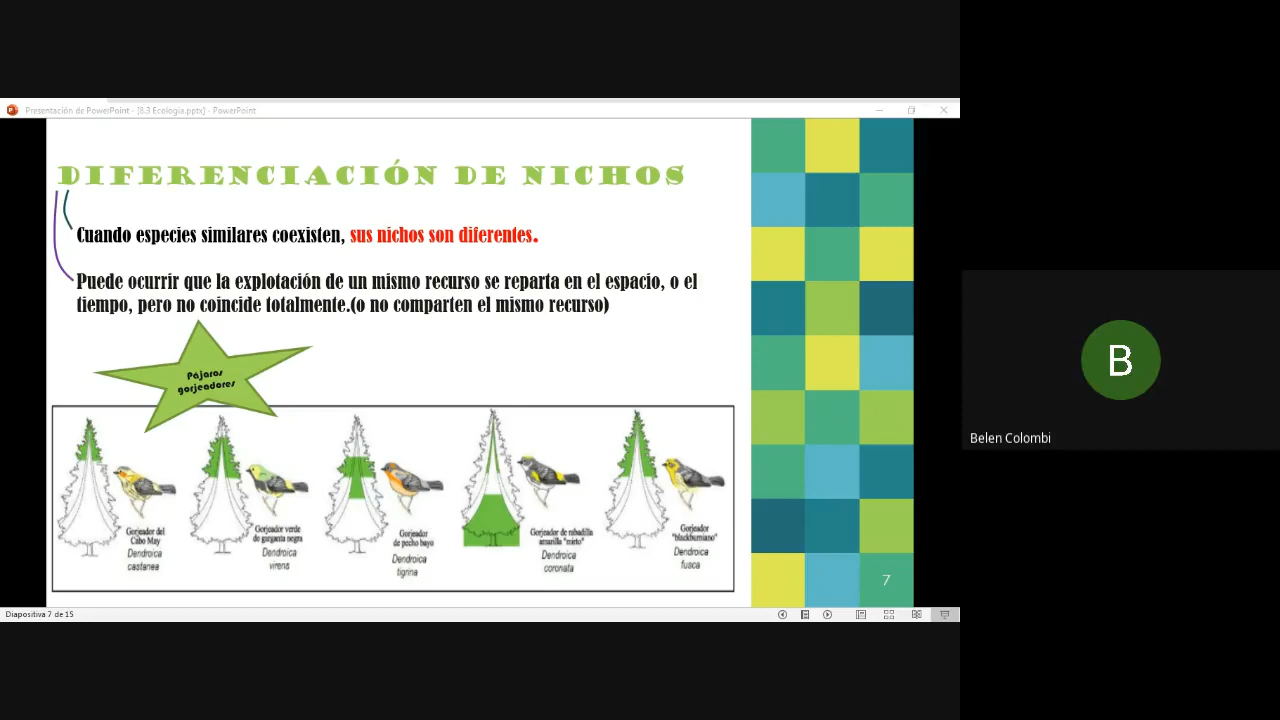 Presentación de PowerPoint - [8.3 Ecologia.pptx] - PowerPoint
DIFERENCIACIÓN DE NICHOS
Cuando especies similares coexisten, sus nichos son diferentes.
Puede ocurrir que la explotación de un mismo recurso se reparta en el espacio, o el
tiempo, pero no coincide totalmente.(o no comparten el mismo recurso)
Pájaros
gorjeadores
Gorjeador del
Cabo May
Dendroica
castanea
Gorjeador verde
de garganta negra
Dendroica
virens
Gorjeador
de pecho bayo
Dendroica
tigrina
Gorjeador de rabadilla
amarilla "mirto"
Dendroica
coronata
Gorjeador
"blackburniano"
Dendroica
fusca
7
Diapositiva 7 de 15
B
Belen Colombi